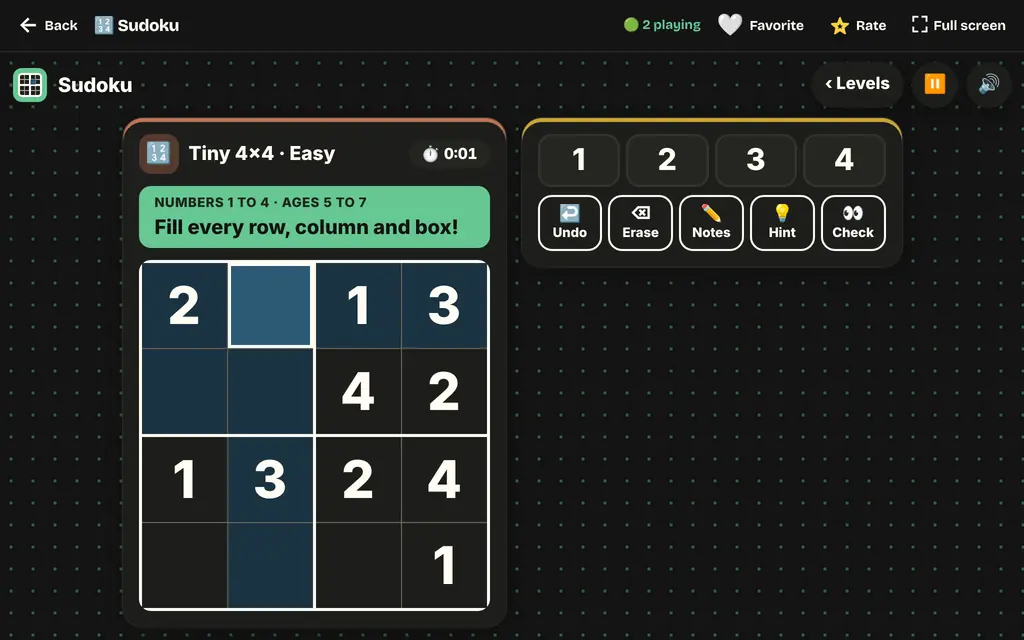 Back
Sudoku
2 playing
Favorite
Rate
Full screen
Sudoku
‹ Levels
Tiny 4×4 · Easy
0:01
NUMBERS 1 TO 4 · AGES 5 TO 7
Fill every row, column and box!
2 1 3
4 2
1 3 2 4
1
1 2 3 4
Undo
Erase
Notes
Hint
Check